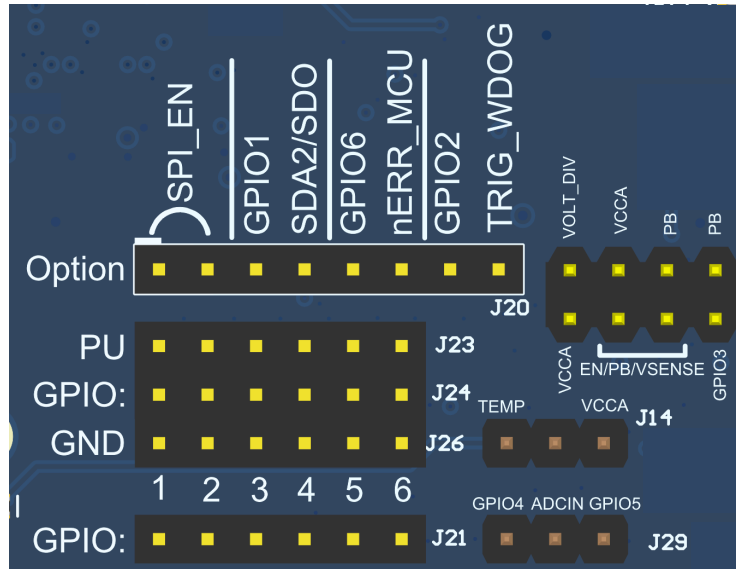 SPI_EN
GPIO1
SDA2/SDO
GPIO6
nERR_MCU
GPIO2
TRIG_WDOG
VOLT_DIV
VCCA
PB
PB
Option
J20
PU
J23
VCCA
EN/PB/VSENSE
GPIO3
GPIO:
J24
TEMP
VCCA
J14
GND
J26
1 2 3 4 5 6
GPIO4 ADCIN GPIO5
GPIO:
J21
J29